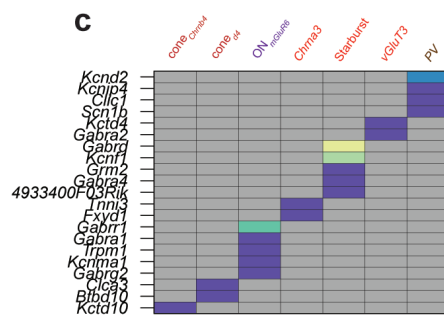 C
cone Chrnb4
cone d4
ON mGluR6
Chrna3
Starburst
vGluT3
PV
Kcnd2
Kcnip4
Clic1
Scn1b
Kctd4
Gabra2
Gabrd
Kcnf1
Grm2
Gabra4
4933400F03Rik
Tnni3
Fxyd1
Gabrr1
Gabra1
Trpm1
Kcnma1
Gabrg2
Clca3
Btbd10
Kctd10